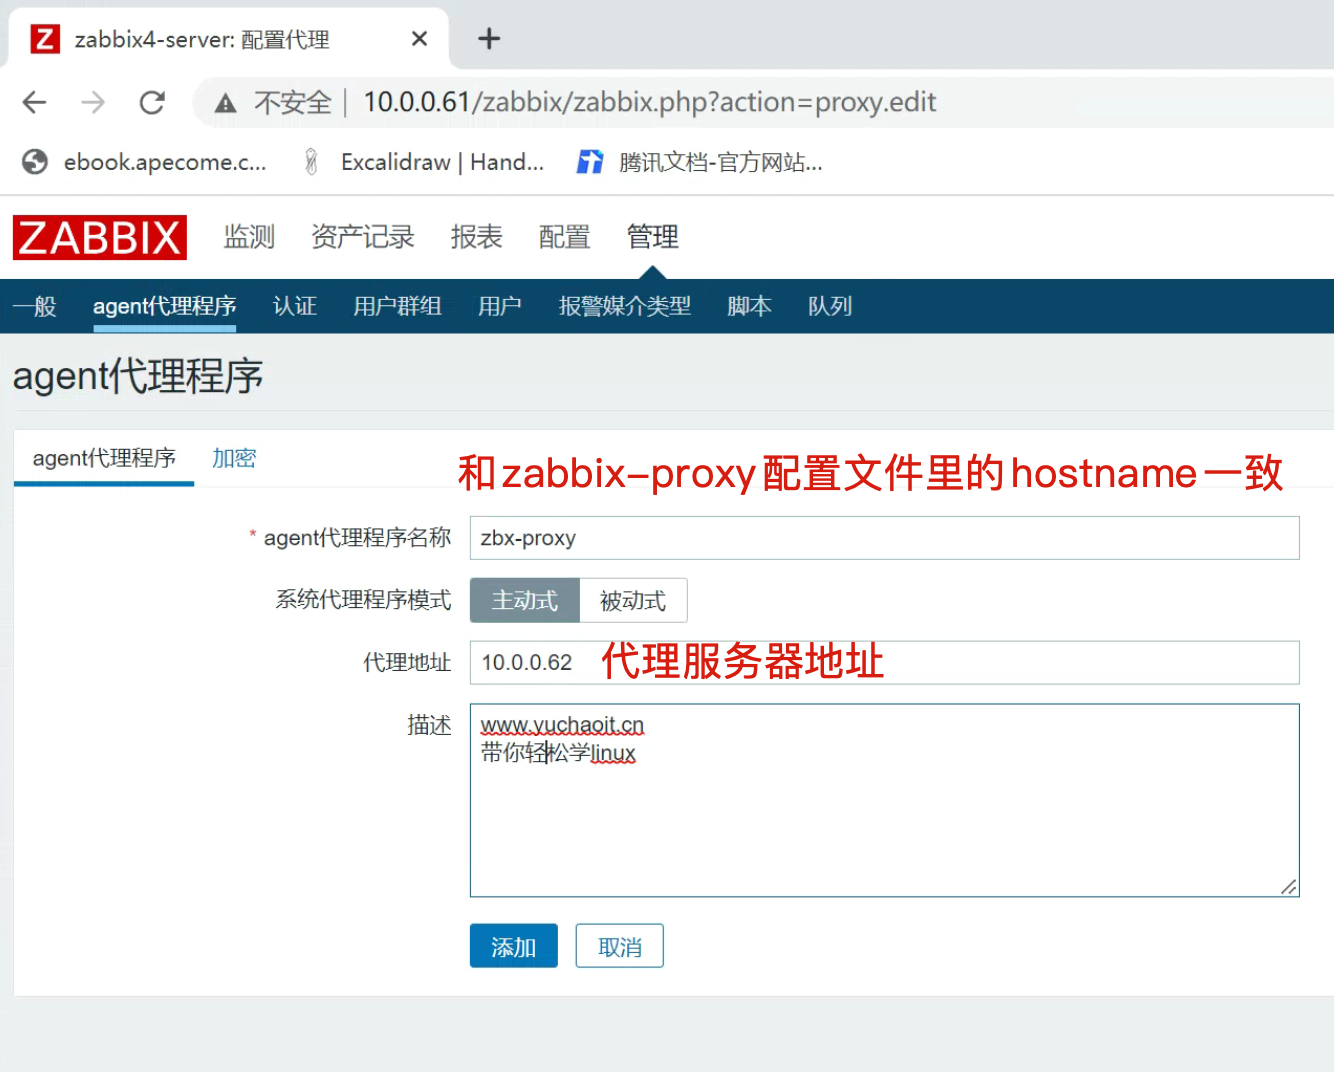 zabbix4-server: 配置代理
不安全 | 10.0.0.61/zabbix/zabbix.php?action=proxy.edit
ebook.apecome.c... Excalidraw | Hand... 腾讯文档-官方网站...
ZABBIX 监测 资产记录 报表 配置 管理
一般 agent代理程序 认证 用户群组 用户 报警媒介类型 脚本 队列
agent代理程序
agent代理程序 加密
和zabbix-proxy配置文件里的hostname一致
* agent代理程序名称 zbx-proxy
系统代理程序模式 主动式 被动式
代理地址 10.0.0.62 代理服务器地址
描述 www.yuchaoit.cn
带你轻松学linux
添加 取消